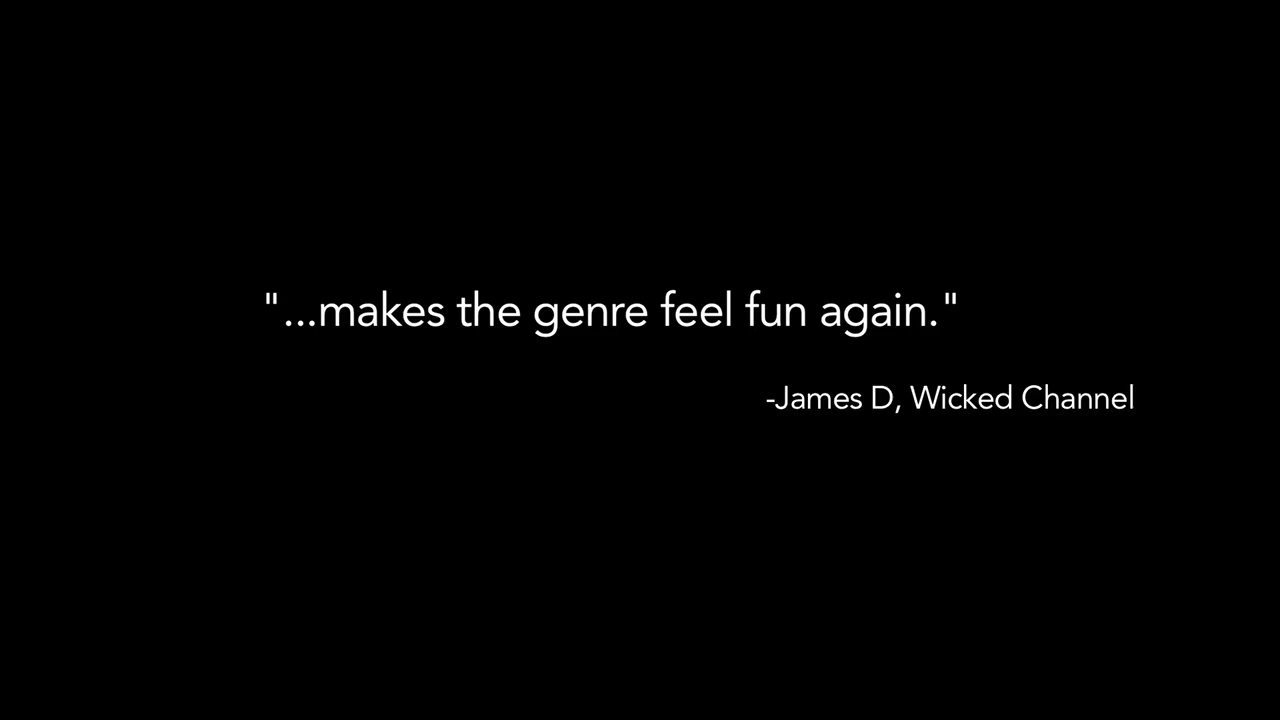 "...makes the genre feel fun again."
-James D, Wicked Channel